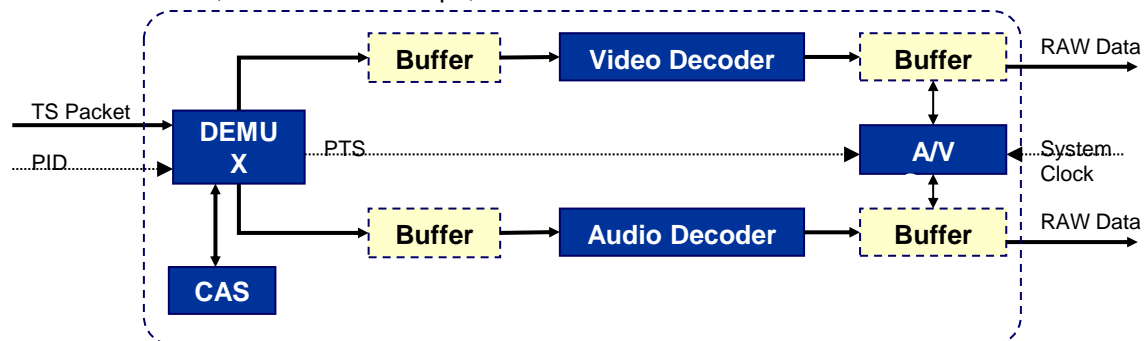 Buffer
Video Decoder
Buffer
RAW Data
TS Packet
DEMU
X
PTS
A/V
System
Clock
PID
Buffer
Audio Decoder
Buffer
RAW Data
CAS